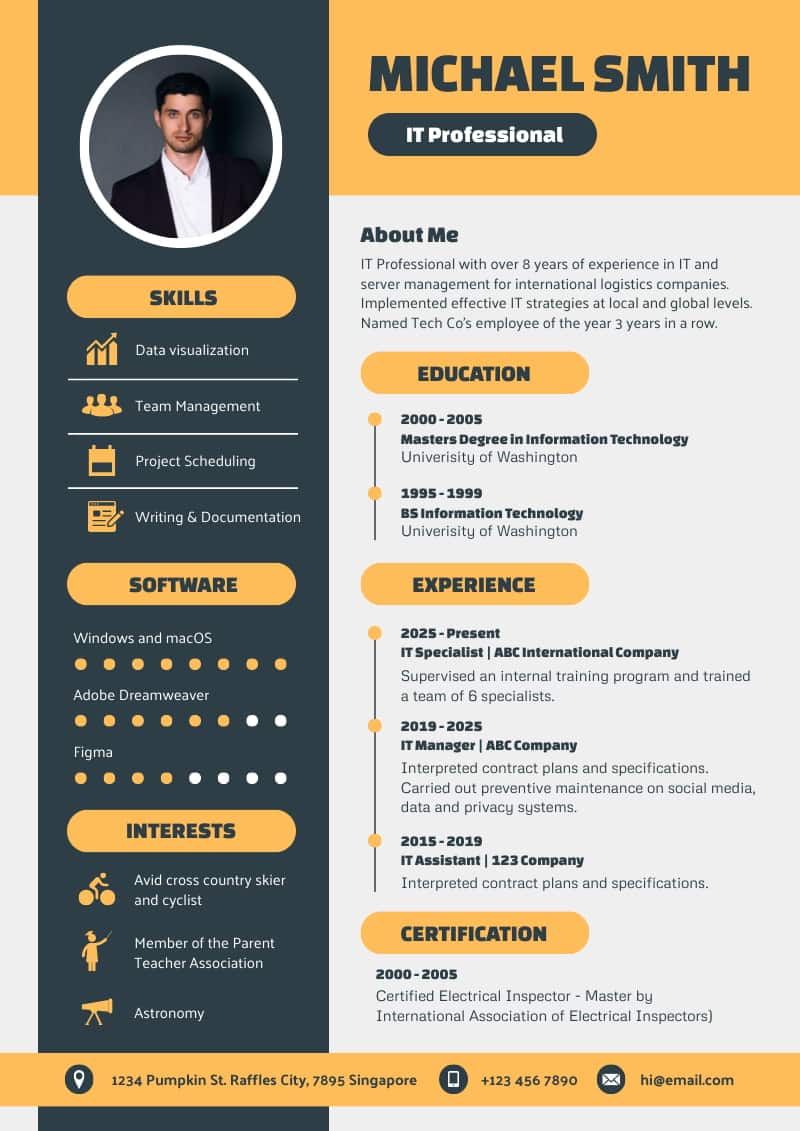 MICHAEL SMITH
IT Professional
SKILLS
Data visualization
Team Management
Project Scheduling
Writing & Documentation
SOFTWARE
Windows and macOS
Adobe Dreamweaver
Figma
INTERESTS
Avid cross country skier
and cyclist
Member of the Parent
Teacher Association
Astronomy
About Me
IT Professional with over 8 years of experience in IT and
server management for international logistics companies.
Implemented effective IT strategies at local and global levels.
Named Tech Co's employee of the year 3 years in a row.
EDUCATION
2000 - 2005
Masters Degree in Information Technology
Univerisity of Washington
1995 - 1999
BS Information Technology
Univerisity of Washington
EXPERIENCE
2025 - Present
IT Specialist | ABC International Company
Supervised an internal training program and trained
a team of 6 specialists.
2019 - 2025
IT Manager | ABC Company
Interpreted contract plans and specifications.
Carried out preventive maintenance on social media,
data and privacy systems.
2015 - 2019
IT Assistant | 123 Company
Interpreted contract plans and specifications.
CERTIFICATION
2000 - 2005
Certified Electrical Inspector - Master by
International Association of Electrical Inspectors)
1234 Pumpkin St. Raffles City, 7895 Singapore
+123 456 7890
hi@email.com